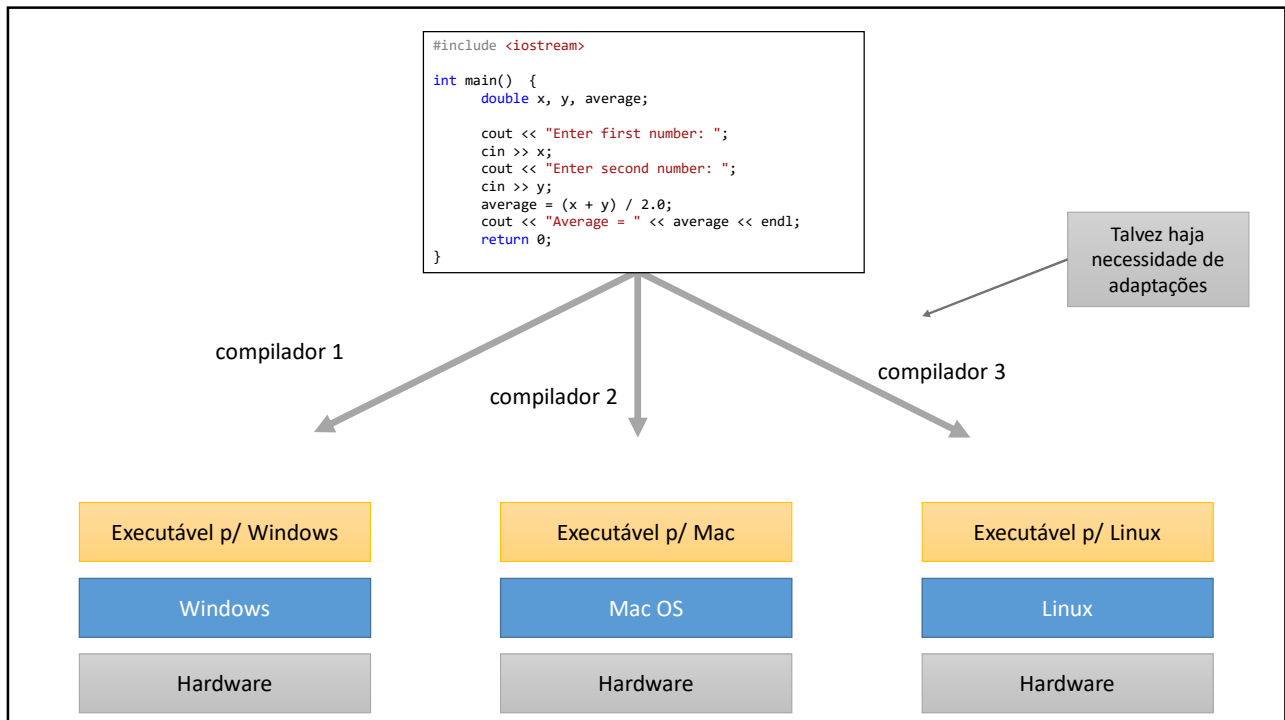 #include <iostream>
int main()  {
double x, y, average;
cout << "Enter first number: ";
cin >> x;
cout << "Enter second number: ";
cin >> y;
average = (x + y) / 2.0;
cout << "Average = " << average << endl;
return 0;
}
Talvez haja
necessidade de
adaptações
compilador 1
compilador 2
compilador 3
Executável p/ Windows
Executável p/ Mac
Executável p/ Linux
Windows
Mac OS
Linux
Hardware
Hardware
Hardware